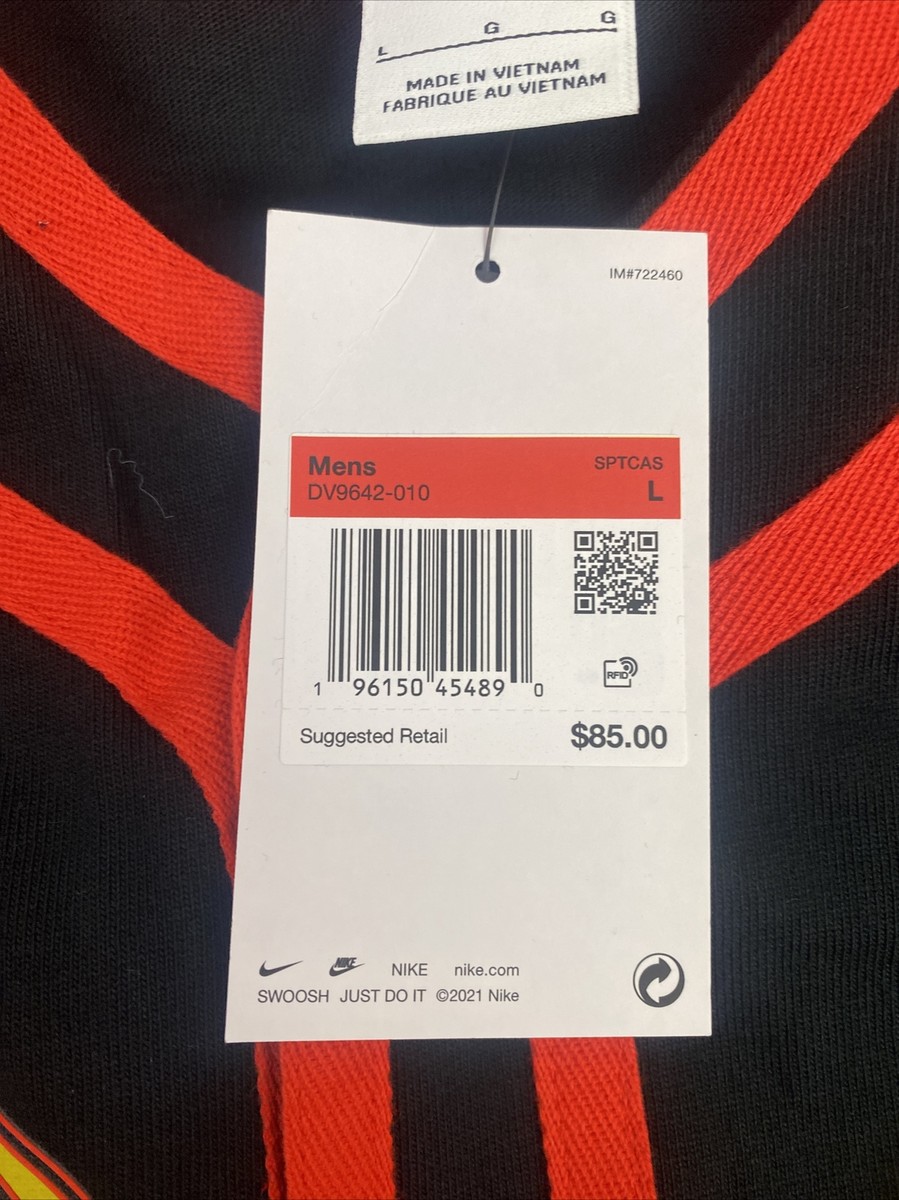 L G G
MADE IN VIETNAM
FABRIQUE AU VIETNAM
IM#722460
Mens SPTCAS
DV9642-010 L
RFID
1 96150 45489 0
Suggested Retail $85.00
NIKE NIKE nike.com
SWOOSH JUST DO IT ©2021 Nike